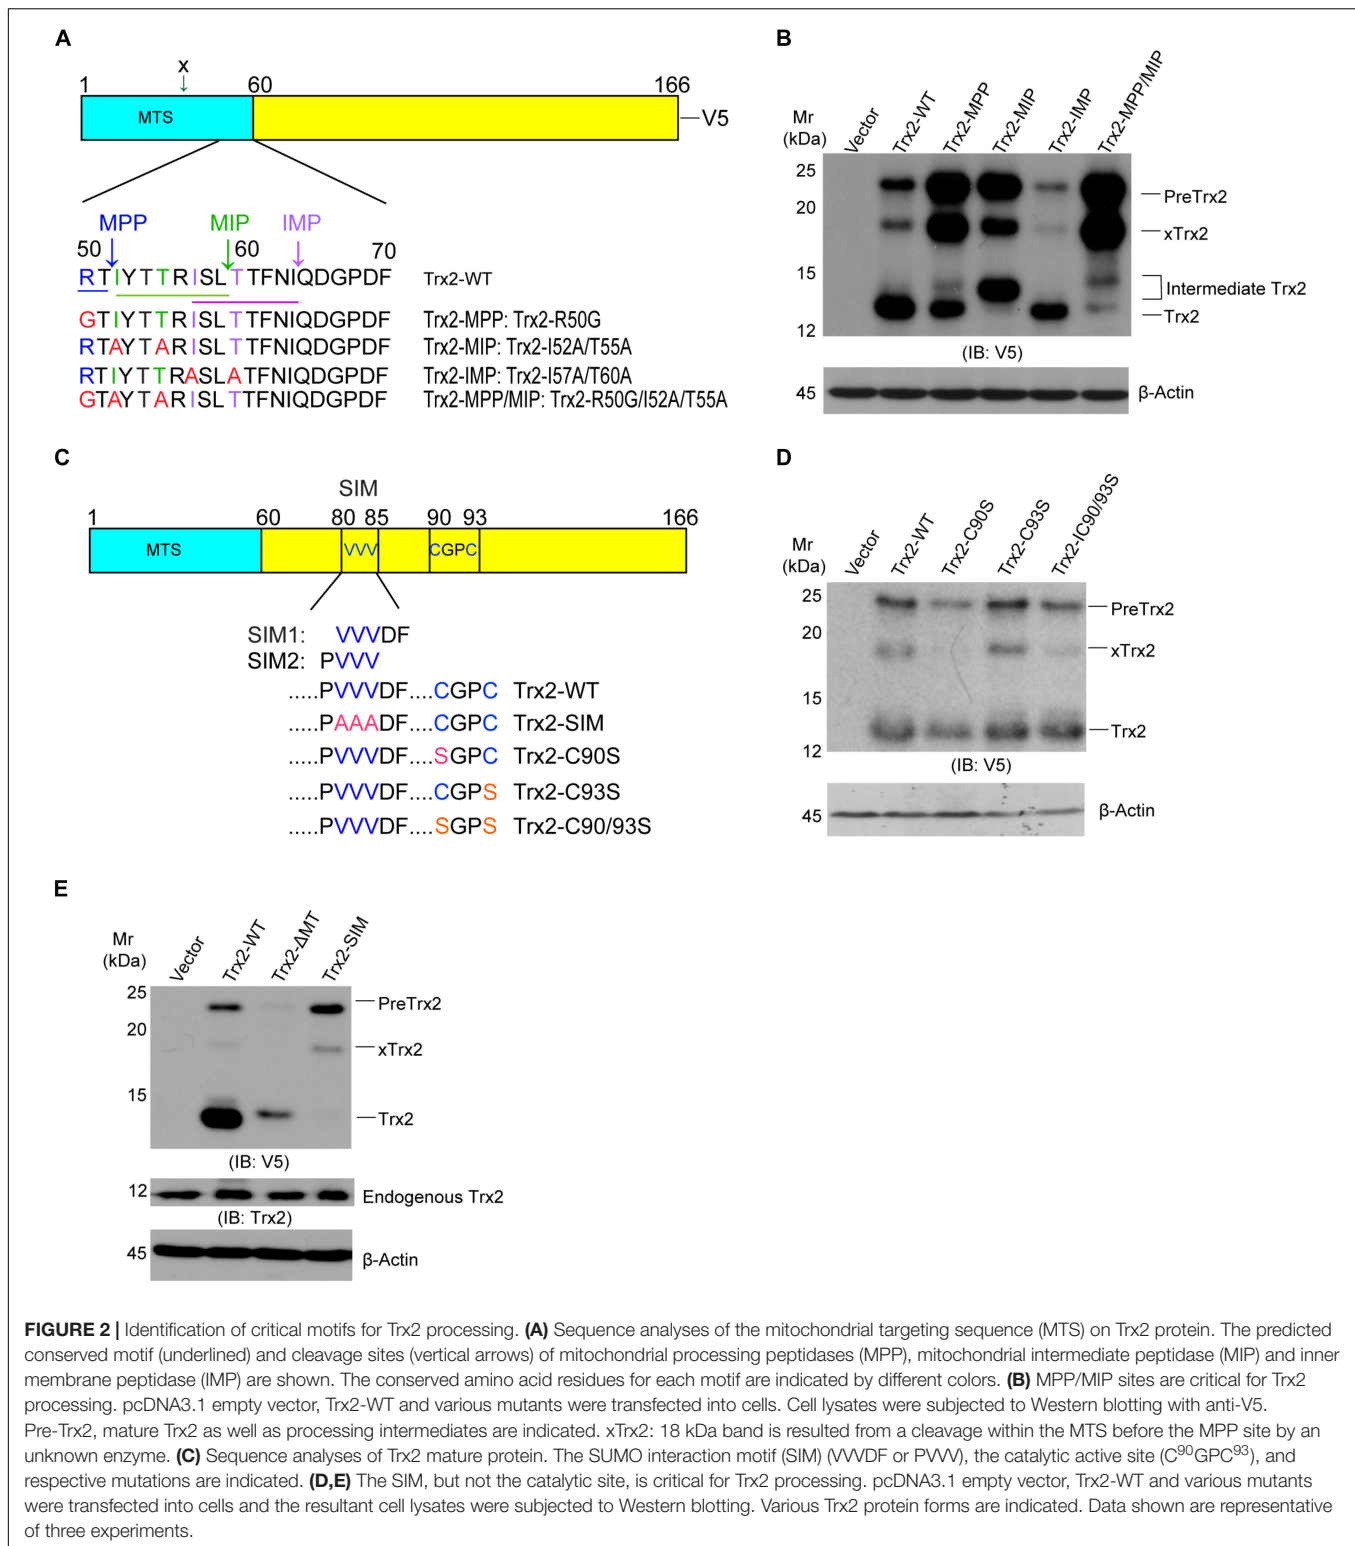 A
x
1
60
166
MTS
V5
MPP
MIP
IMP
50
60
70
RTIYTTRISLTTFNIQDGPDF
Trx2-WT
GTIYTTRISLTTFNIQDGPDF
Trx2-MPP: Trx2-R50G
RTAYTARISLTTFNIQDGPDF
Trx2-MIP: Trx2-I52A/T55A
RTIYTTRASLATFNIQDGPDF
Trx2-IMP: Trx2-I57A/T60A
GTAYTARISLTTFNIQDGPDF
Trx2-MPP/MIP: Trx2-R50G/I52A/T55A
B
Mr
(kDa)
Vector
Trx2-WT
Trx2-MPP
Trx2-MIP
Trx2-IMP
Trx2-MPP/MIP
25
20
15
12
PreTrx2
xTrx2
Intermediate Trx2
Trx2
(IB: V5)
45
β-Actin
C
SIM
1
60
80
85
90
93
166
MTS
VVV
CGPC
SIM1: VVVDF
SIM2: PVVV
.....PVVVDF....CGPC Trx2-WT
.....PAAADF....CGPC Trx2-SIM
.....PVVVDF....SGPC Trx2-C90S
.....PVVVDF....CGPS Trx2-C93S
.....PVVVDF....SGPS Trx2-C90/93S
D
Mr
(kDa)
Vector
Trx2-WT
Trx2-C90S
Trx2-C93S
Trx2-IC90/93S
25
20
15
12
PreTrx2
xTrx2
Trx2
(IB: V5)
45
β-Actin
E
Mr
(kDa)
Vector
Trx2-WT
Trx2-ΔMT
Trx2-SIM
25
20
15
PreTrx2
xTrx2
Trx2
(IB: V5)
12
Endogenous Trx2
(IB: Trx2)
45
β-Actin
FIGURE 2 | Identification of critical motifs for Trx2 processing. (A) Sequence analyses of the mitochondrial targeting sequence (MTS) on Trx2 protein. The predicted
conserved motif (underlined) and cleavage sites (vertical arrows) of mitochondrial processing peptidases (MPP), mitochondrial intermediate peptidase (MIP) and inner
membrane peptidase (IMP) are shown. The conserved amino acid residues for each motif are indicated by different colors. (B) MPP/MIP sites are critical for Trx2
processing. pcDNA3.1 empty vector, Trx2-WT and various mutants were transfected into cells. Cell lysates were subjected to Western blotting with anti-V5.
Pre-Trx2, mature Trx2 as well as processing intermediates are indicated. xTrx2: 18 kDa band is resulted from a cleavage within the MTS before the MPP site by an
unknown enzyme. (C) Sequence analyses of Trx2 mature protein. The SUMO interaction motif (SIM) (VVVDF or PVVV), the catalytic active site (C90GPC93), and
respective mutations are indicated. (D,E) The SIM, but not the catalytic site, is critical for Trx2 processing. pcDNA3.1 empty vector, Trx2-WT and various mutants
were transfected into cells and the resultant cell lysates were subjected to Western blotting. Various Trx2 protein forms are indicated. Data shown are representative
of three experiments.